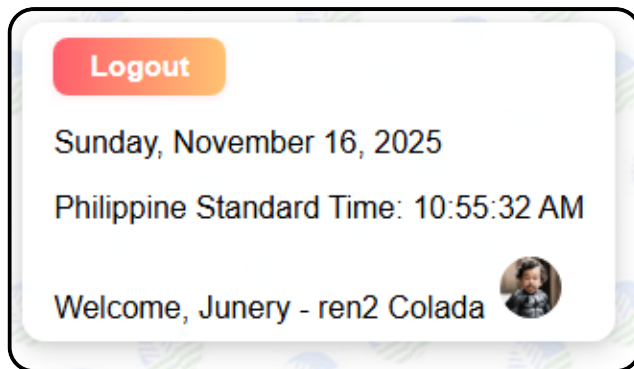 Logout
Sunday, November 16, 2025
Philippine Standard Time: 10:55:32 AM
Welcome, Junery - ren2 Colada